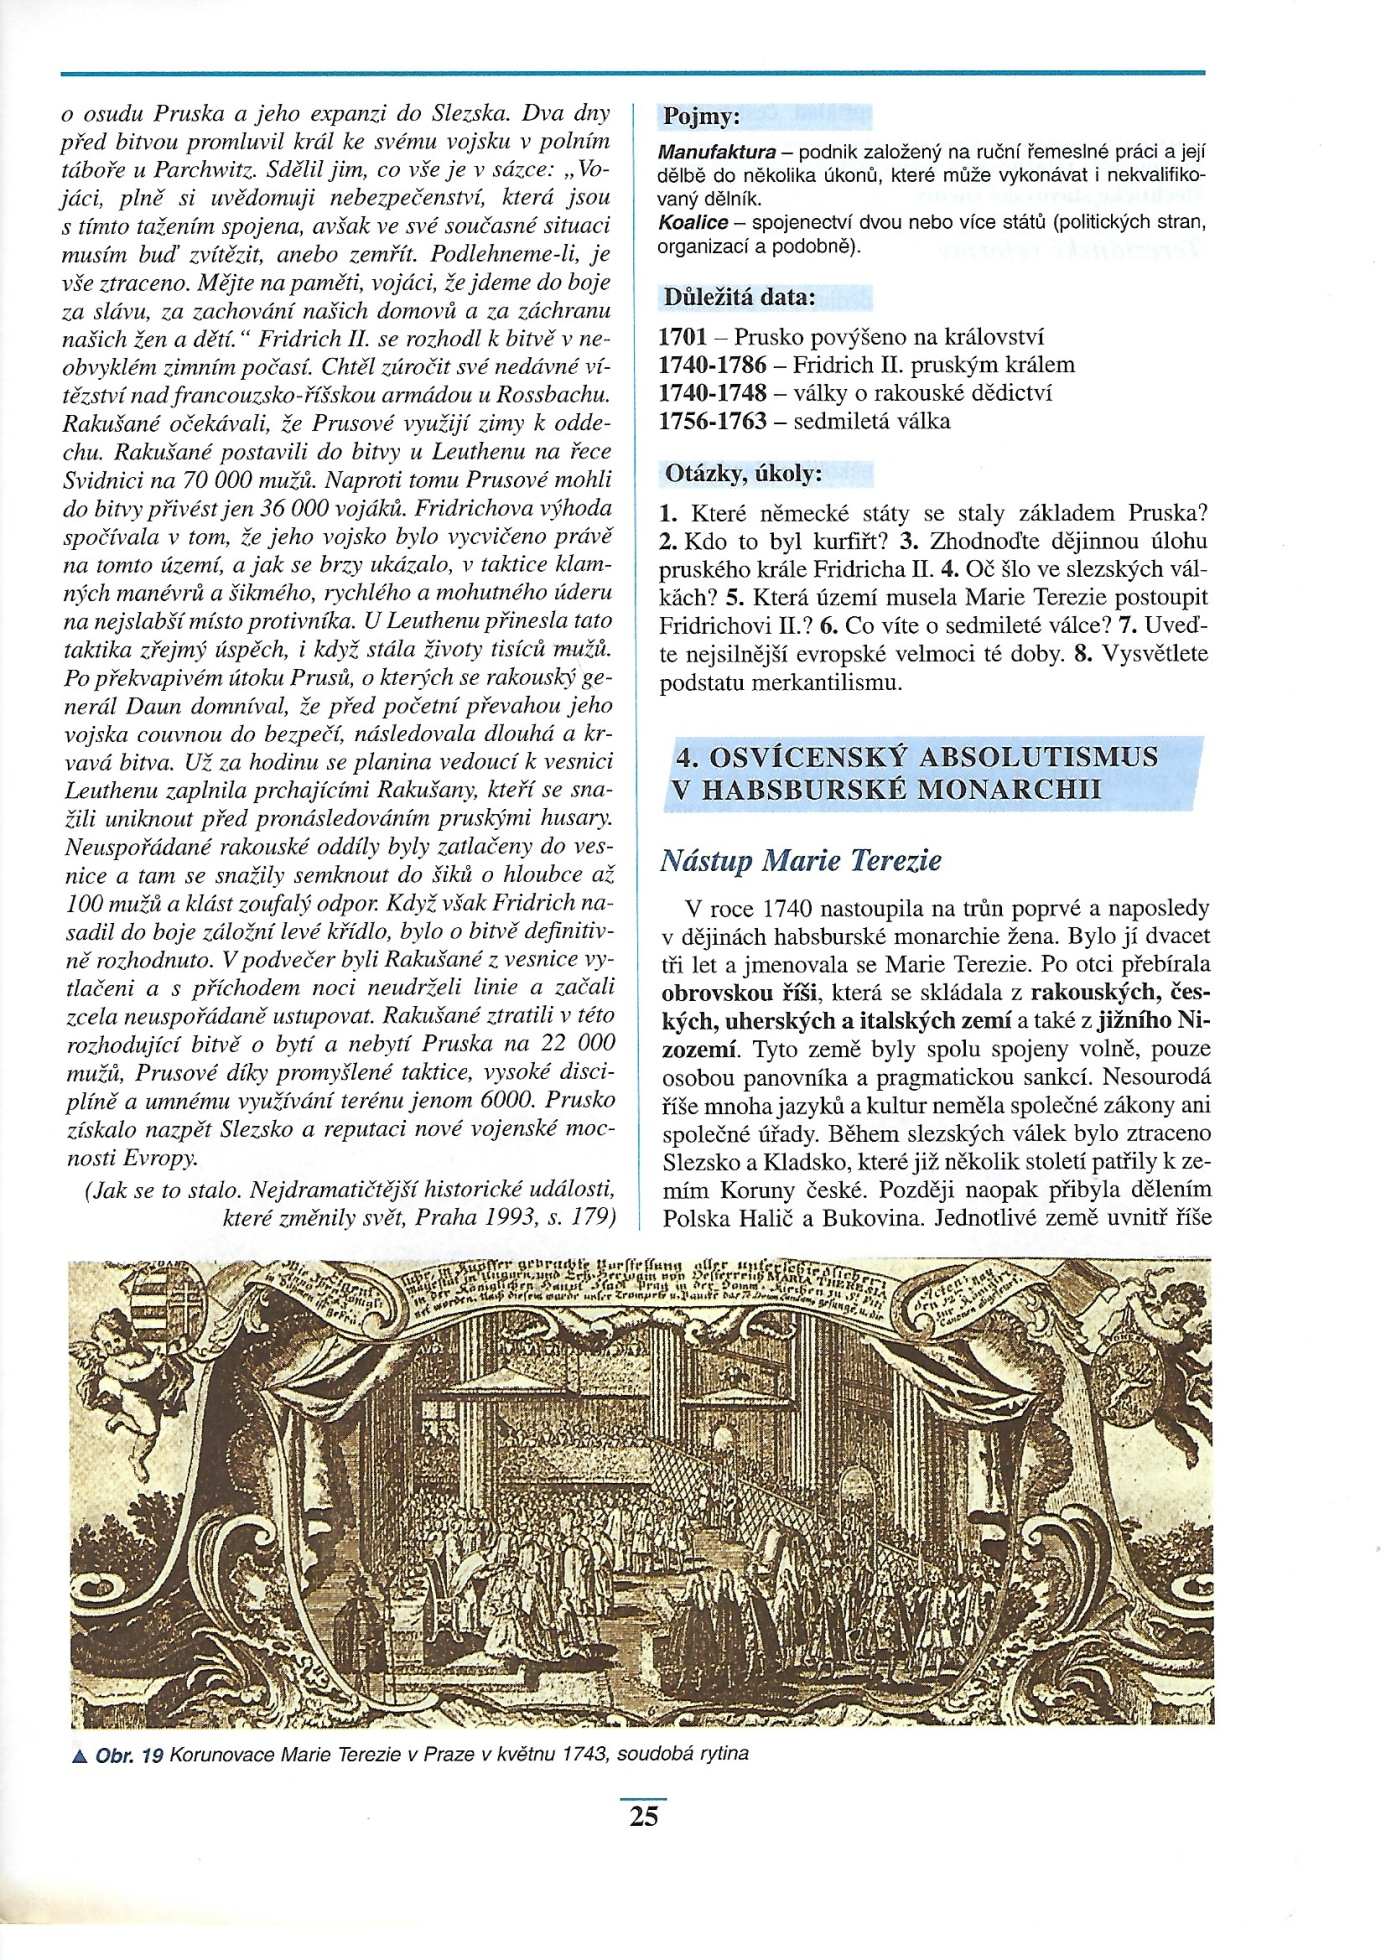 o osudu Pruska a jeho expanzi do Slezska. Dva dny
před bitvou promluvil král ke svému vojsku v polním
táboře u Parchwitz. Sdělil jim, co vše je v sázce: „Vo-
jáci, plně si uvědomuji nebezpečenství, která jsou
s tímto tažením spojena, avšak ve své současné situaci
musím buď zvítězit, anebo zemřít. Podlehneme-li, je
vše ztraceno. Mějte na paměti, vojáci, že jdeme do boje
za slávu, za zachování našich domovů a za záchranu
našich žen a dětí.“ Fridrich II. se rozhodl k bitvě v ne-
obvyklém zimním počasí. Chtěl zúročit své nedávné ví-
tězství nad francouzsko-říšskou armádou u Rossbachu.
Rakušané očekávali, že Prusové využijí zimy k odde-
chu. Rakušané postavili do bitvy u Leuthenu na řece
Svidnici na 70 000 mužů. Naproti tomu Prusové mohli
do bitvy přivést jen 36 000 vojáků. Fridrichova výhoda
spočívala v tom, že jeho vojsko bylo vycvičeno právě
na tomto území, a jak se brzy ukázalo, v taktice klam-
ných manévrů a šikmého, rychlého a mohutného úderu
na nejslabší místo protivníka. U Leuthenu přinesla tato
taktika zřejmý úspěch, i když stála životy tisíců mužů.
Po překvapivém útoku Prusů, o kterých se rakouský ge-
nerál Daun domníval, že před početní převahou jeho
vojska couvnou do bezpečí, následovala dlouhá a kr-
vavá bitva. Už za hodinu se planina vedoucí k vesnici
Leuthenu zaplnila prchajícími Rakušany, kteří se sna-
žili uniknout před pronásledováním pruskými husary.
Neuspořádané rakouské oddíly byly zatlačeny do ves-
nice a tam se snažily semknout do šiků o hloubce až
100 mužů a klást zoufalý odpor. Když však Fridrich na-
sadil do boje záložní levé křídlo, bylo o bitvě definitiv-
ně rozhodnuto. V podvečer byli Rakušané z vesnice vy-
tlačeni a s příchodem noci neudrželi linie a začali
zcela neuspořádaně ustupovat. Rakušané ztratili v této
rozhodující bitvě o bytí a nebytí Pruska na 22 000
mužů, Prusové díky promyšlené taktice, vysoké disci-
plíně a umnému využívání terénu jenom 6000. Prusko
získalo nazpět Slezsko a reputaci nové vojenské moc-
nosti Evropy.
(Jak se to stalo. Nejdramatičtější historické události,
které změnily svět, Praha 1993, s. 179)
Pojmy:
Manufaktura – podnik založený na ruční řemeslné práci a její
dělbě do několika úkonů, které může vykonávat i nekvalifiko-
vaný dělník.
Koalice – spojenectví dvou nebo více států (politických stran,
organizací a podobně).
Důležitá data:
1701 – Prusko povýšeno na království
1740-1786 – Fridrich II. pruským králem
1740-1748 – války o rakouské dědictví
1756-1763 – sedmiletá válka
Otázky, úkoly:
1. Které německé státy se staly základem Pruska?
2. Kdo to byl kurfiřt? 3. Zhodnoťte dějinnou úlohu
pruského krále Fridricha II. 4. Oč šlo ve slezských vál-
kách? 5. Která území musela Marie Terezie postoupit
Fridrichovi II.? 6. Co víte o sedmileté válce? 7. Uveď-
te nejsilnější evropské velmoci té doby. 8. Vysvětlete
podstatu merkantilismu.
4. OSVÍCENSKÝ ABSOLUTISMUS
V HABSBURSKÉ MONARCHII
Nástup Marie Terezie
V roce 1740 nastoupila na trůn poprvé a naposledy
v dějinách habsburské monarchie žena. Bylo jí dvacet
tři let a jmenovala se Marie Terezie. Po otci přebírala
obrovskou říši, která se skládala z rakouských, čes-
kých, uherských a italských zemí a také z jižního Ni-
zozemí. Tyto země byly spolu spojeny volně, pouze
osobou panovníka a pragmatickou sankcí. Nesourodá
říše mnoha jazyků a kultur neměla společné zákony ani
společné úřady. Během slezských válek bylo ztraceno
Slezsko a Kladsko, které již několik století patřily k ze-
mím Koruny české. Později naopak přibyla dělením
Polska Halič a Bukovina. Jednotlivé země uvnitř říše
▲ Obr. 19 Korunovace Marie Terezie v Praze v květnu 1743, soudobá rytina
25